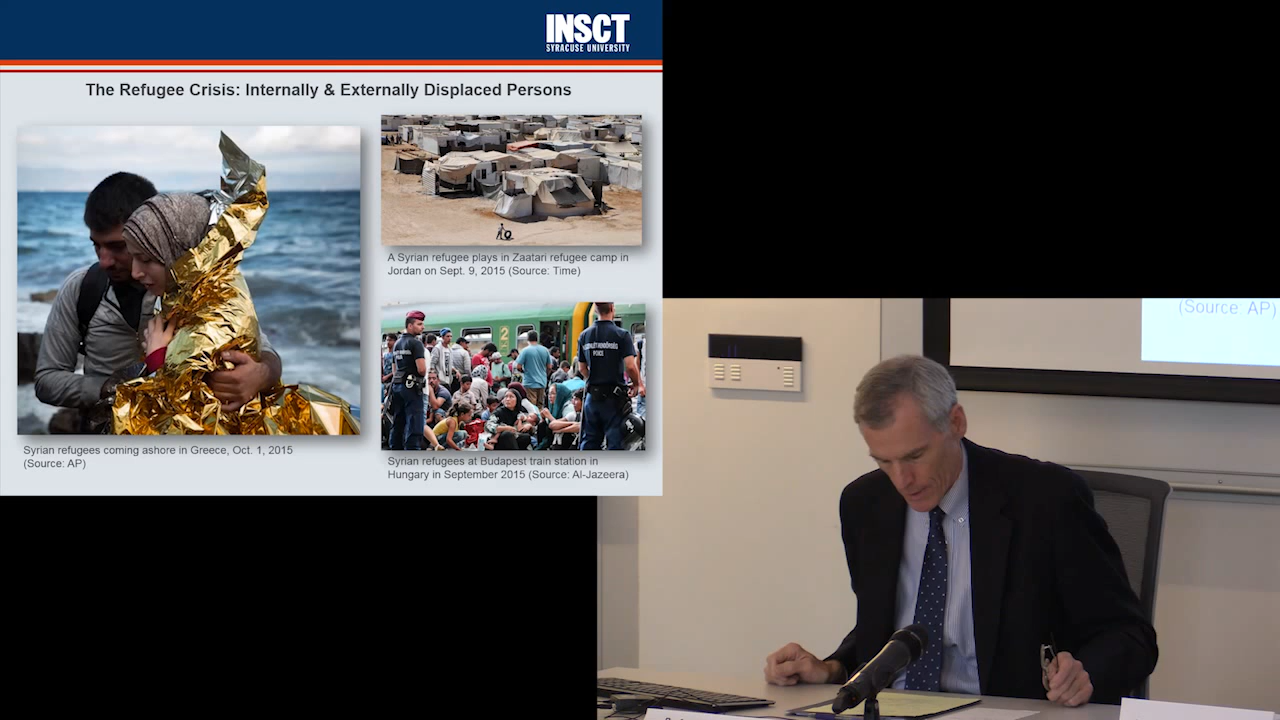 INSCT
SYRACUSE UNIVERSITY
The Refugee Crisis: Internally & Externally Displaced Persons
A Syrian refugee plays in Zaatari refugee camp in
Jordan on Sept. 9, 2015 (Source: Time)
Syrian refugees coming ashore in Greece, Oct. 1, 2015
(Source: AP)
Syrian refugees at Budapest train station in
Hungary in September 2015 (Source: Al-Jazeera)
2
(Source: AP)